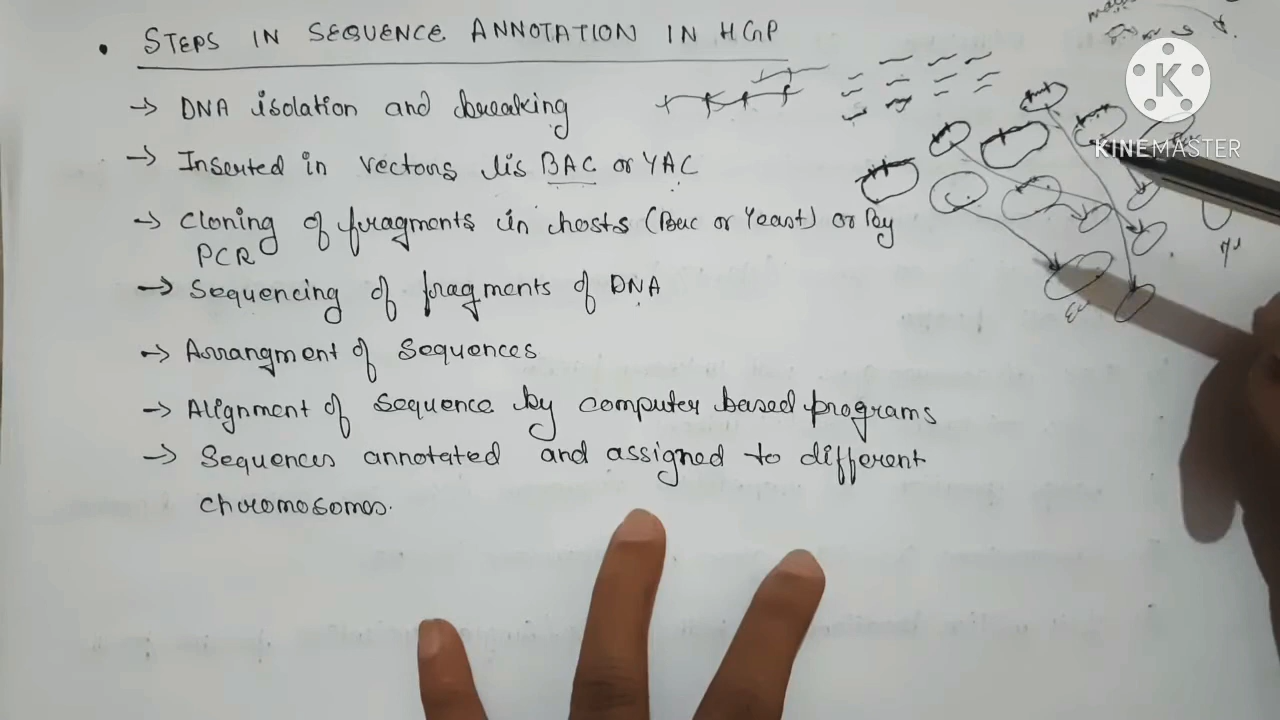 • STEPS IN SEQUENCE ANNOTATION IN HGP
→ DNA isolation and breaking
→ Inserted in vectors lis BAC or YAC
→ Cloning of fragments in hosts (Bac or Yeast) or By
PCR
→ Sequencing of fragments of DNA
→ Arrangment of Sequences
→ Alignment of sequence by computer based programs
→ Sequences annotated and assigned to different
chromosomes.
K
KINEMASTER